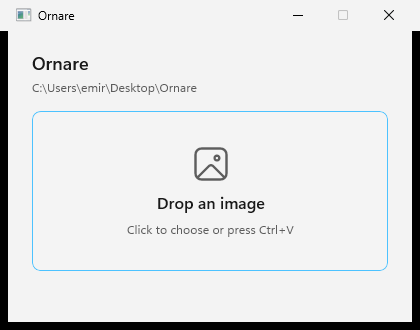 Ornare
Ornare
C:\Users\emir\Desktop\Ornare
Drop an image
Click to choose or press Ctrl+V